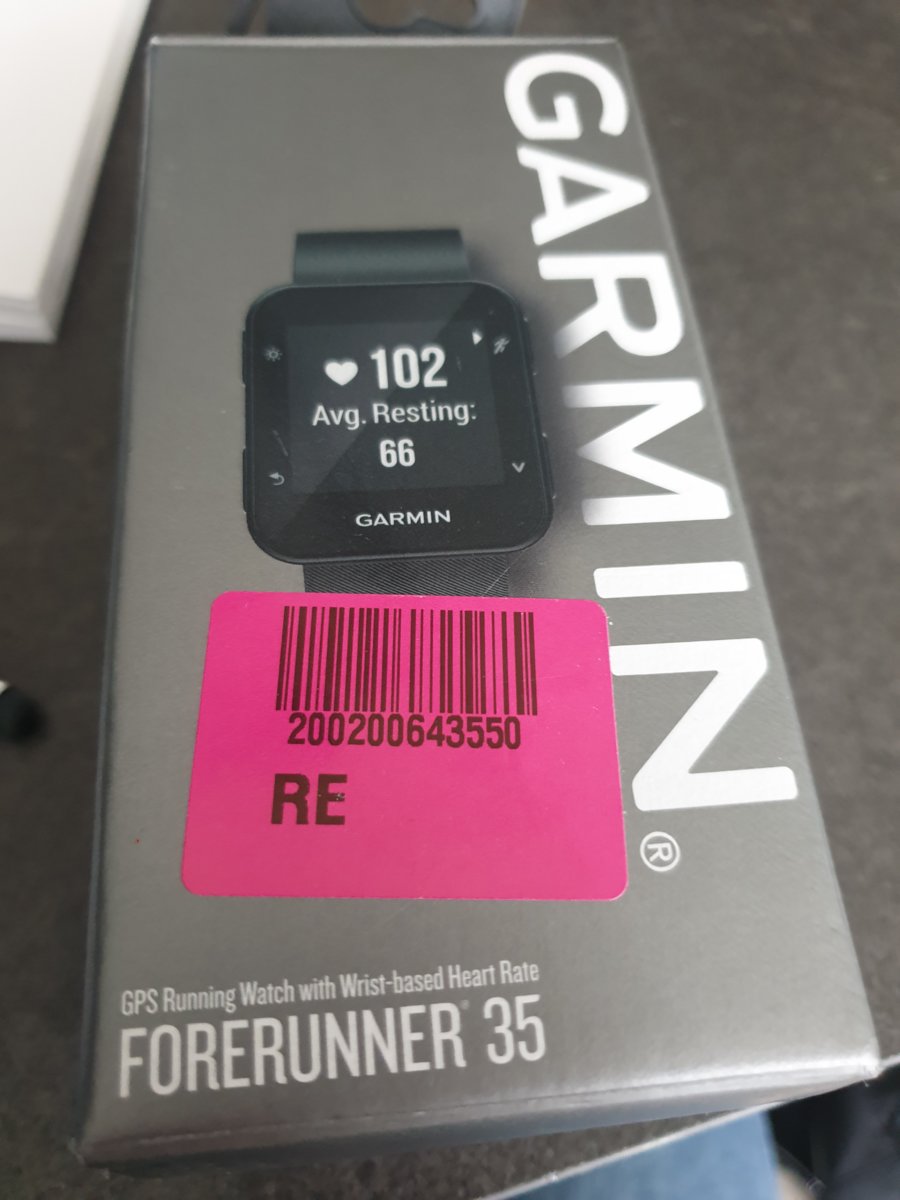 GARMIN®
102
Avg. Resting:
66
GARMIN
200200643550
RE
GPS Running Watch with Wrist-based Heart Rate
FORERUNNER® 35